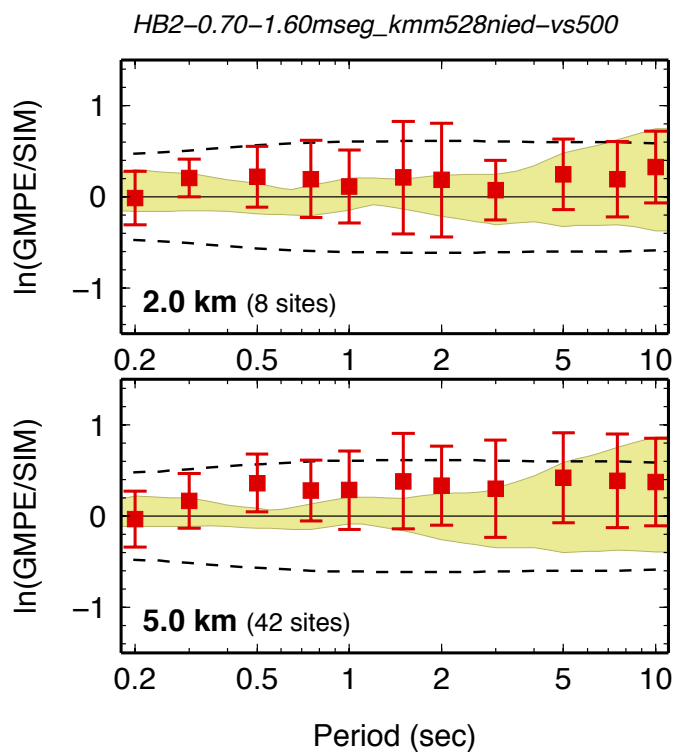 HB2−0.70−1.60mseg_kmm528nied−vs500
ln(GMPE/SIM)
1
0
−1
2.0 km (8 sites)
0.2 0.5 1 2 5 10
ln(GMPE/SIM)
1
0
−1
5.0 km (42 sites)
0.2 0.5 1 2 5 10
Period (sec)